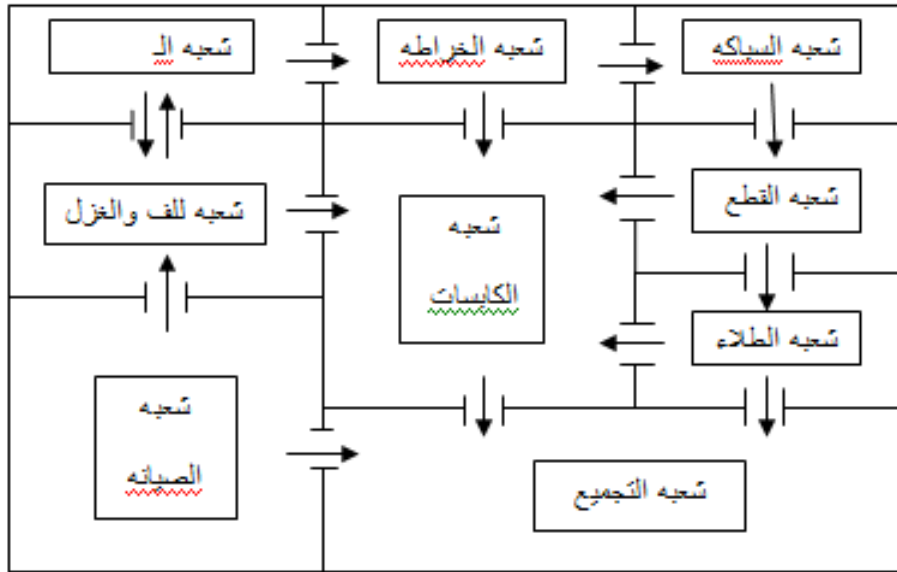 شعبه الـ
شعبه الخراطه
شعبه السباكه
شعبه للف والغزل
شعبه
الكابسات
شعبه القطع
شعبه الطلاء
شعبه
الصيانه
شعبه التجميع